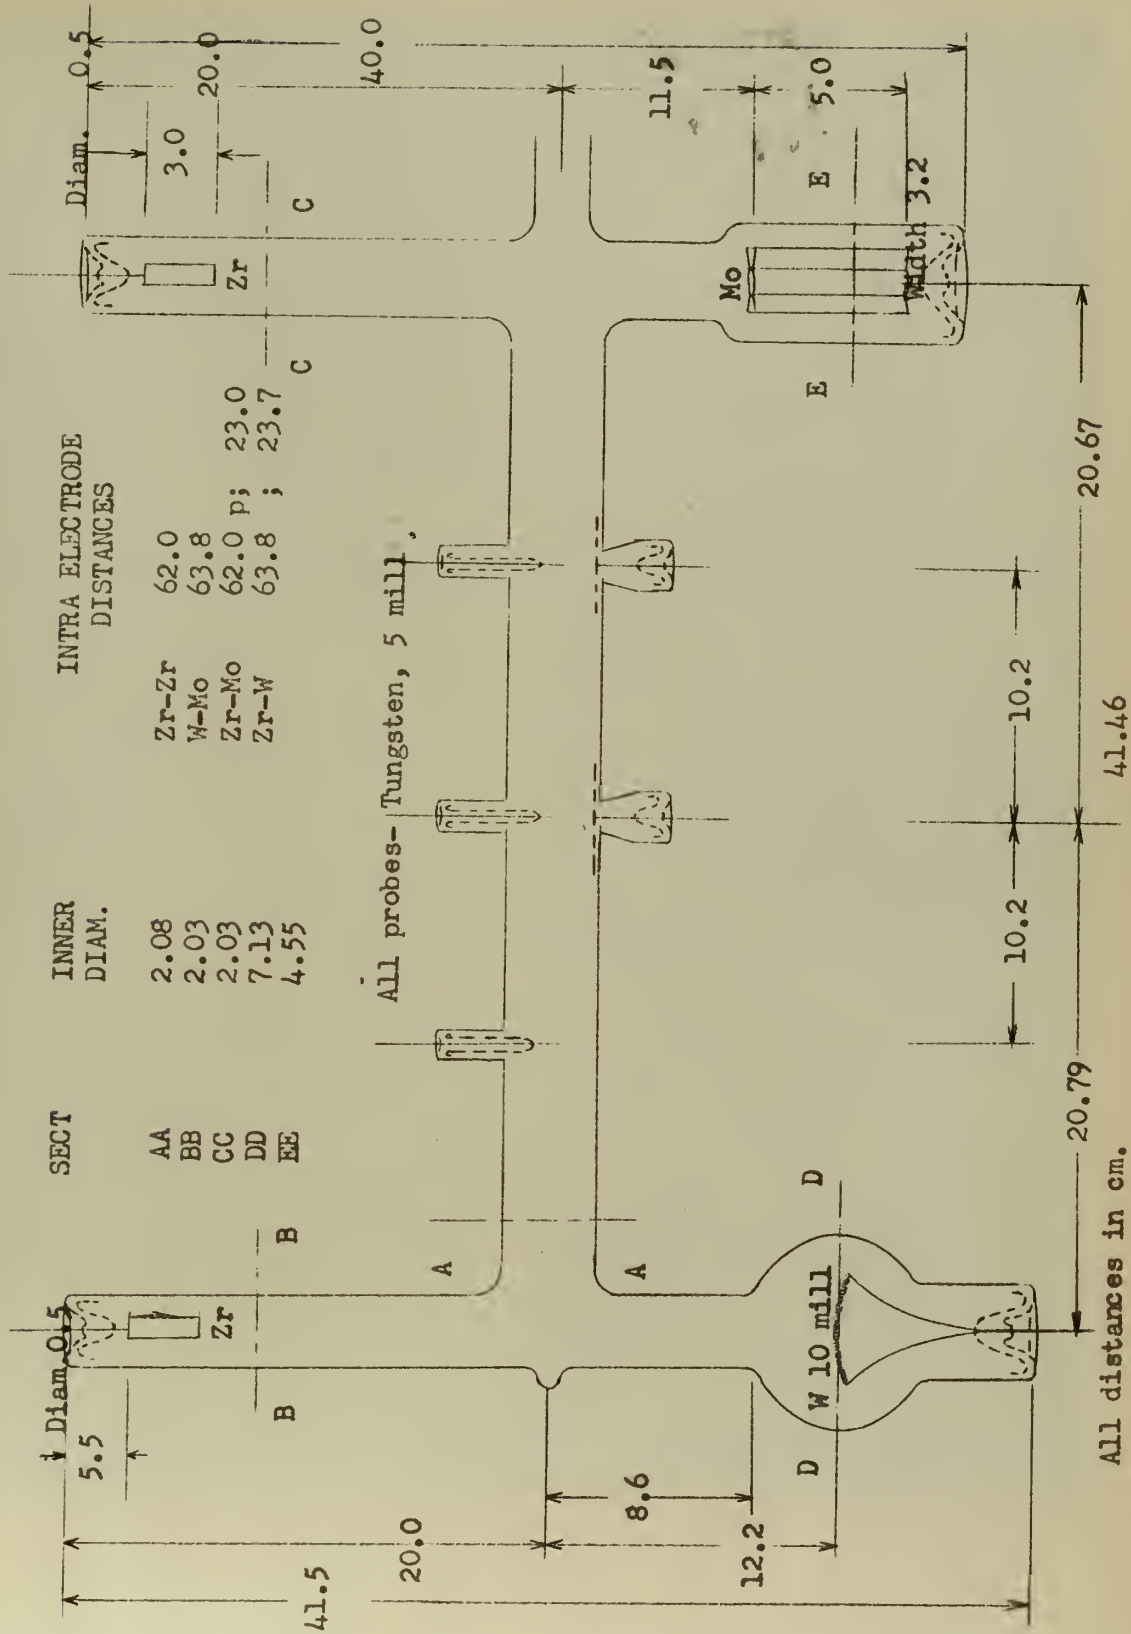 SECT INNER DIAM.
AA 2.08
BB 2.03
CC 2.03
DD 7.13
EE 4.55
INTRA ELECTRODE
DISTANCES
Zr-Zr 62.0
W-Mo 63.8
Zr-Mo 62.0 p; 23.0
Zr-W 63.8 ; 23.7
All probes- Tungsten, 5 mill
Diam. 0.5
5.5
Zr
B
B
A
A
41.5
20.0
8.6
12.2
D
D
W 10 mill
Diam. 0.5
3.0
20.0
40.0
Zr
C
C
11.5
5.0
Mo
E
E
Width 3.2
10.2
10.2
20.79
20.67
41.46
All distances in cm.